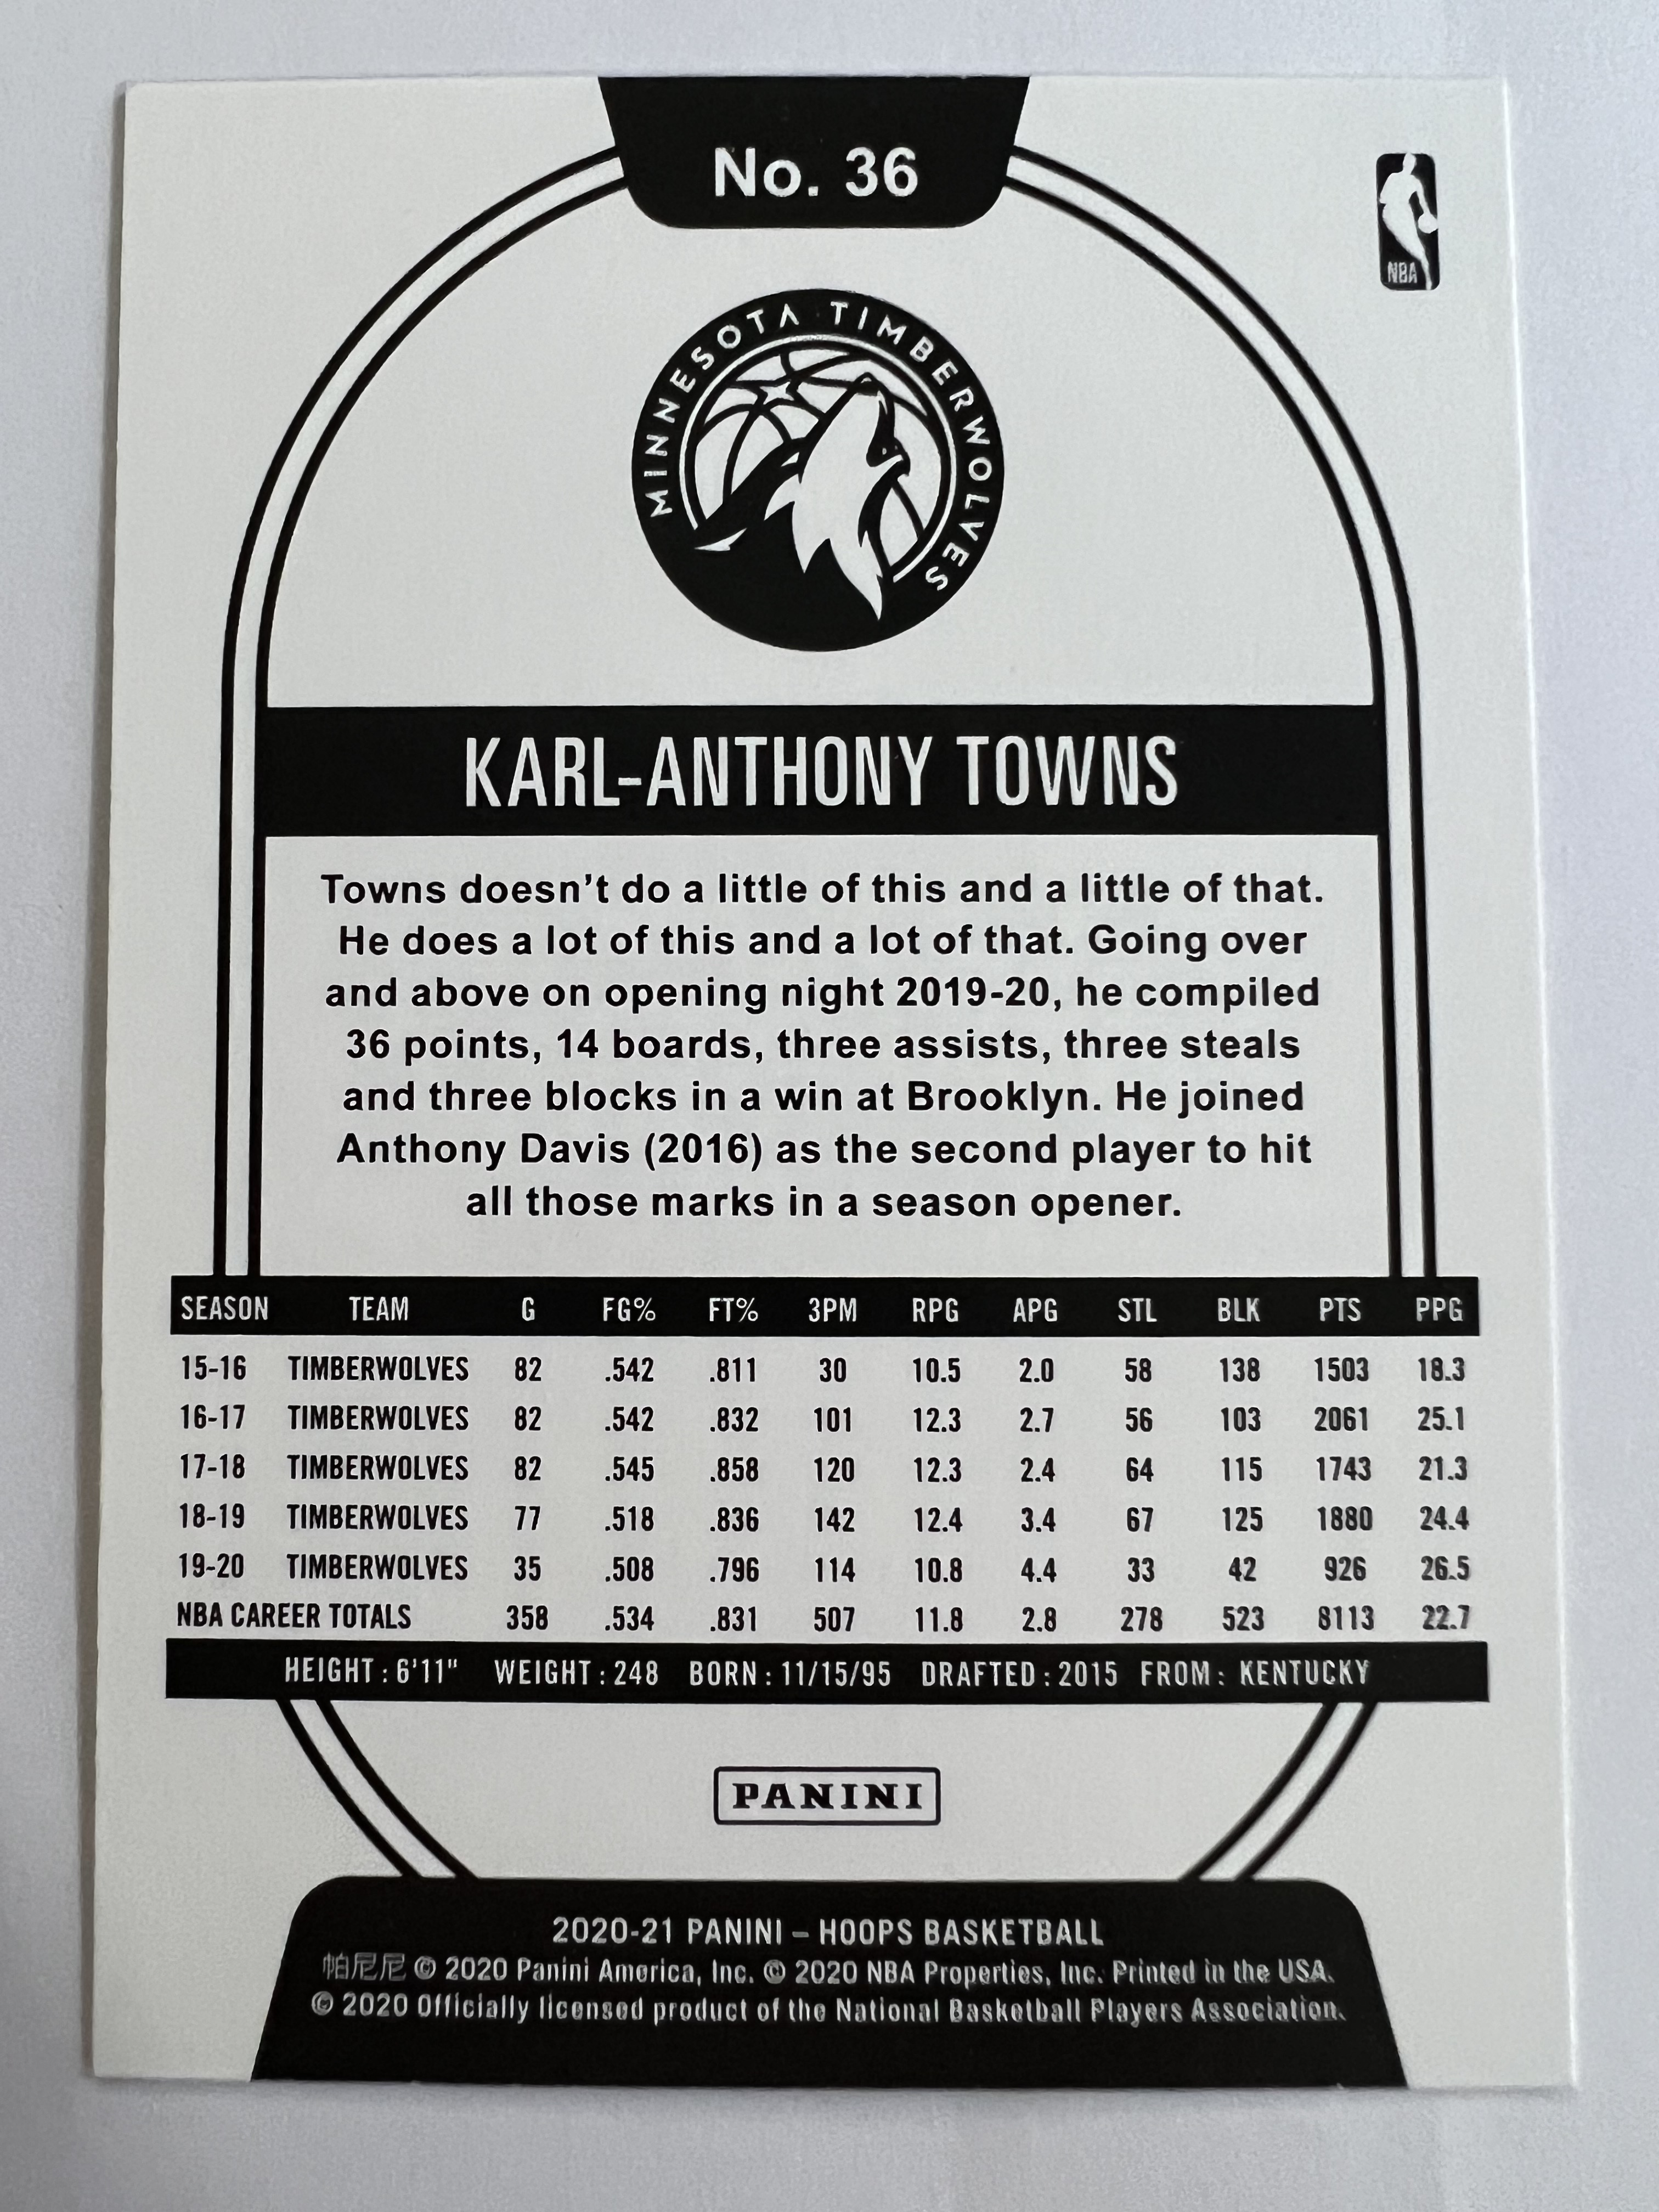 No. 36
NBA
MINNESOTA TIMBERWOLVES
KARL-ANTHONY TOWNS
Towns doesn't do a little of this and a little of that.
He does a lot of this and a lot of that. Going over
and above on opening night 2019-20, he compiled
36 points, 14 boards, three assists, three steals
and three blocks in a win at Brooklyn. He joined
Anthony Davis (2016) as the second player to hit
all those marks in a season opener.
SEASON TEAM G FG% FT% 3PM RPG APG STL BLK PTS PPG
15-16 TIMBERWOLVES 82 .542 .811 30 10.5 2.0 58 138 1503 18.3
16-17 TIMBERWOLVES 82 .542 .832 101 12.3 2.7 56 103 2061 25.1
17-18 TIMBERWOLVES 82 .545 .858 120 12.3 2.4 64 115 1743 21.3
18-19 TIMBERWOLVES 77 .518 .836 142 12.4 3.4 67 125 1880 24.4
19-20 TIMBERWOLVES 35 .508 .796 114 10.8 4.4 33 42 926 26.5
NBA CAREER TOTALS 358 .534 .831 507 11.8 2.8 278 523 8113 22.7
HEIGHT : 6'11" WEIGHT : 248 BORN : 11/15/95 DRAFTED : 2015 FROM : KENTUCKY
PANINI
2020-21 PANINI – HOOPS BASKETBALL
帕尼尼 © 2020 Panini America, Inc. © 2020 NBA Properties, Inc. Printed in the USA.
© 2020 Officially licensed product of the National Basketball Players Association.